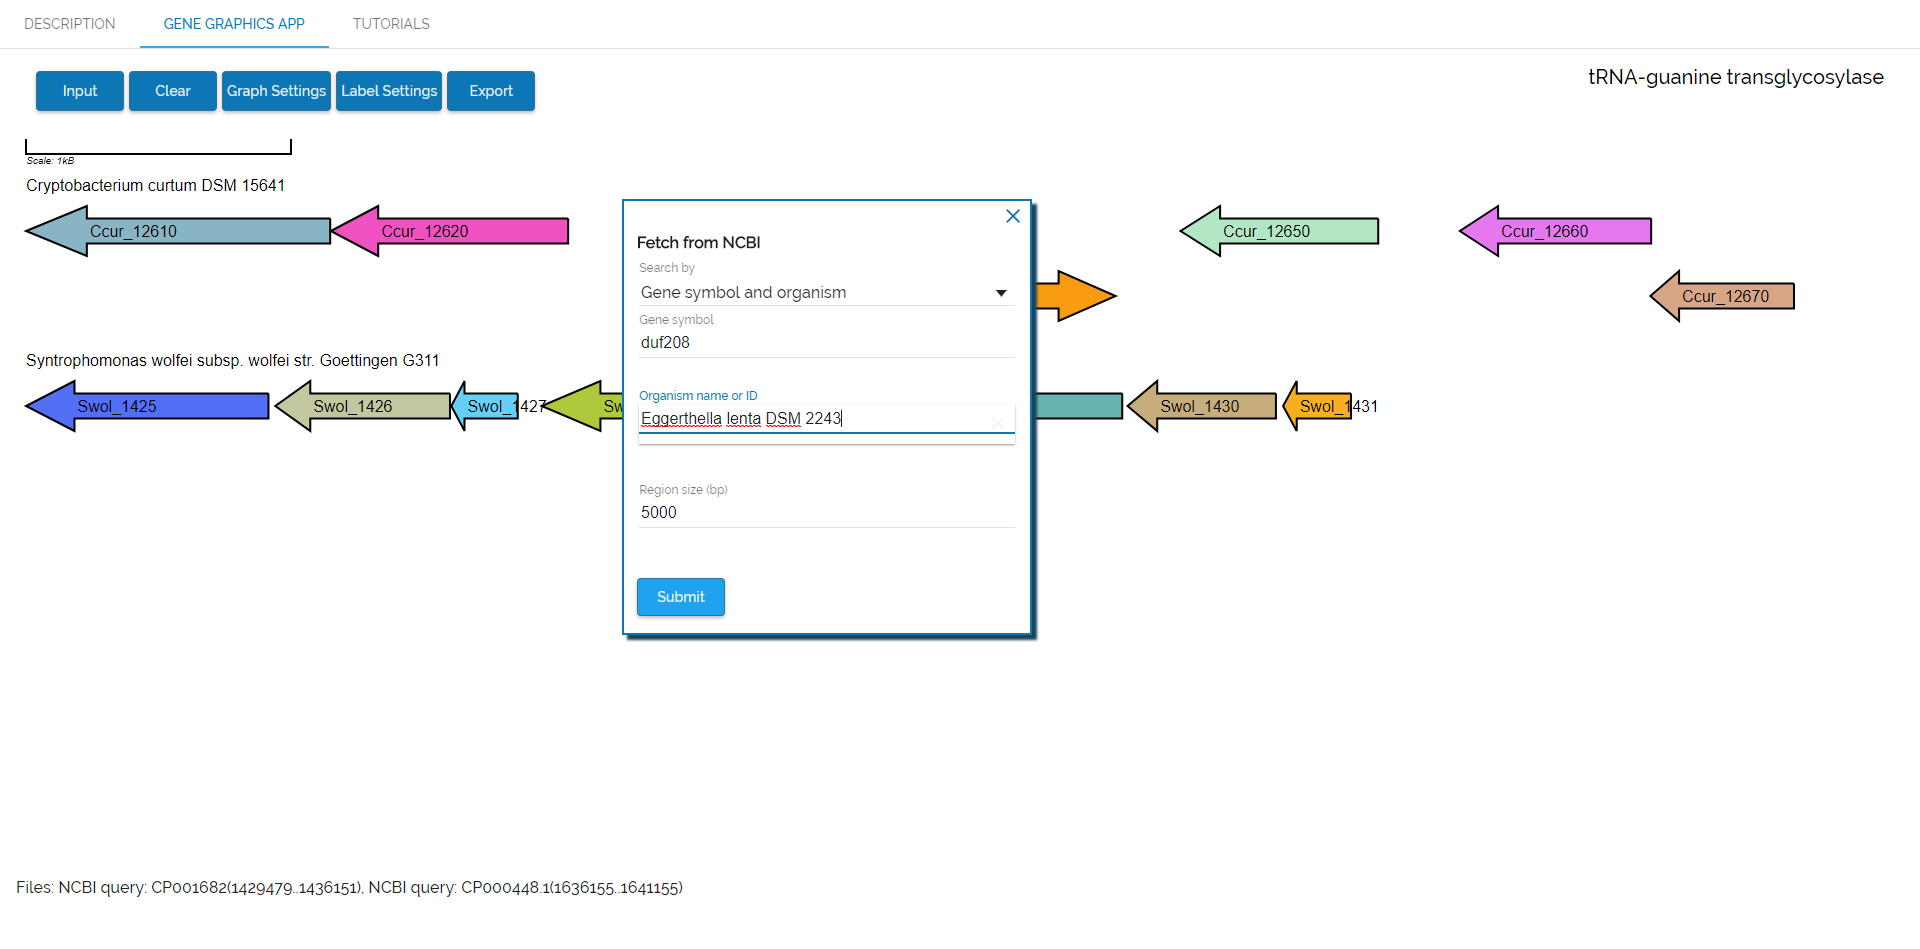 DESCRIPTION
GENE GRAPHICS APP
TUTORIALS
Input
Clear
Graph Settings
Label Settings
Export
tRNA-guanine transglycosylase
Scale: 1kB
Cryptobacterium curtum DSM 15641
Ccur_12610
Ccur_12620
Ccur_12650
Ccur_12660
Ccur_12670
Syntrophomonas wolfei subsp. wolfei str. Goettingen G311
Swol_1425
Swol_1426
Swol_1427
Sw
Swol_1430
Swol_1431
Fetch from NCBI
Search by
Gene symbol and organism
Gene symbol
duf208
Organism name or ID
Eggerthella lenta DSM 2243
Region size (bp)
5000
Submit
Files: NCBI query: CP001682(1429479..1436151), NCBI query: CP000448.1(1636155..1641155)